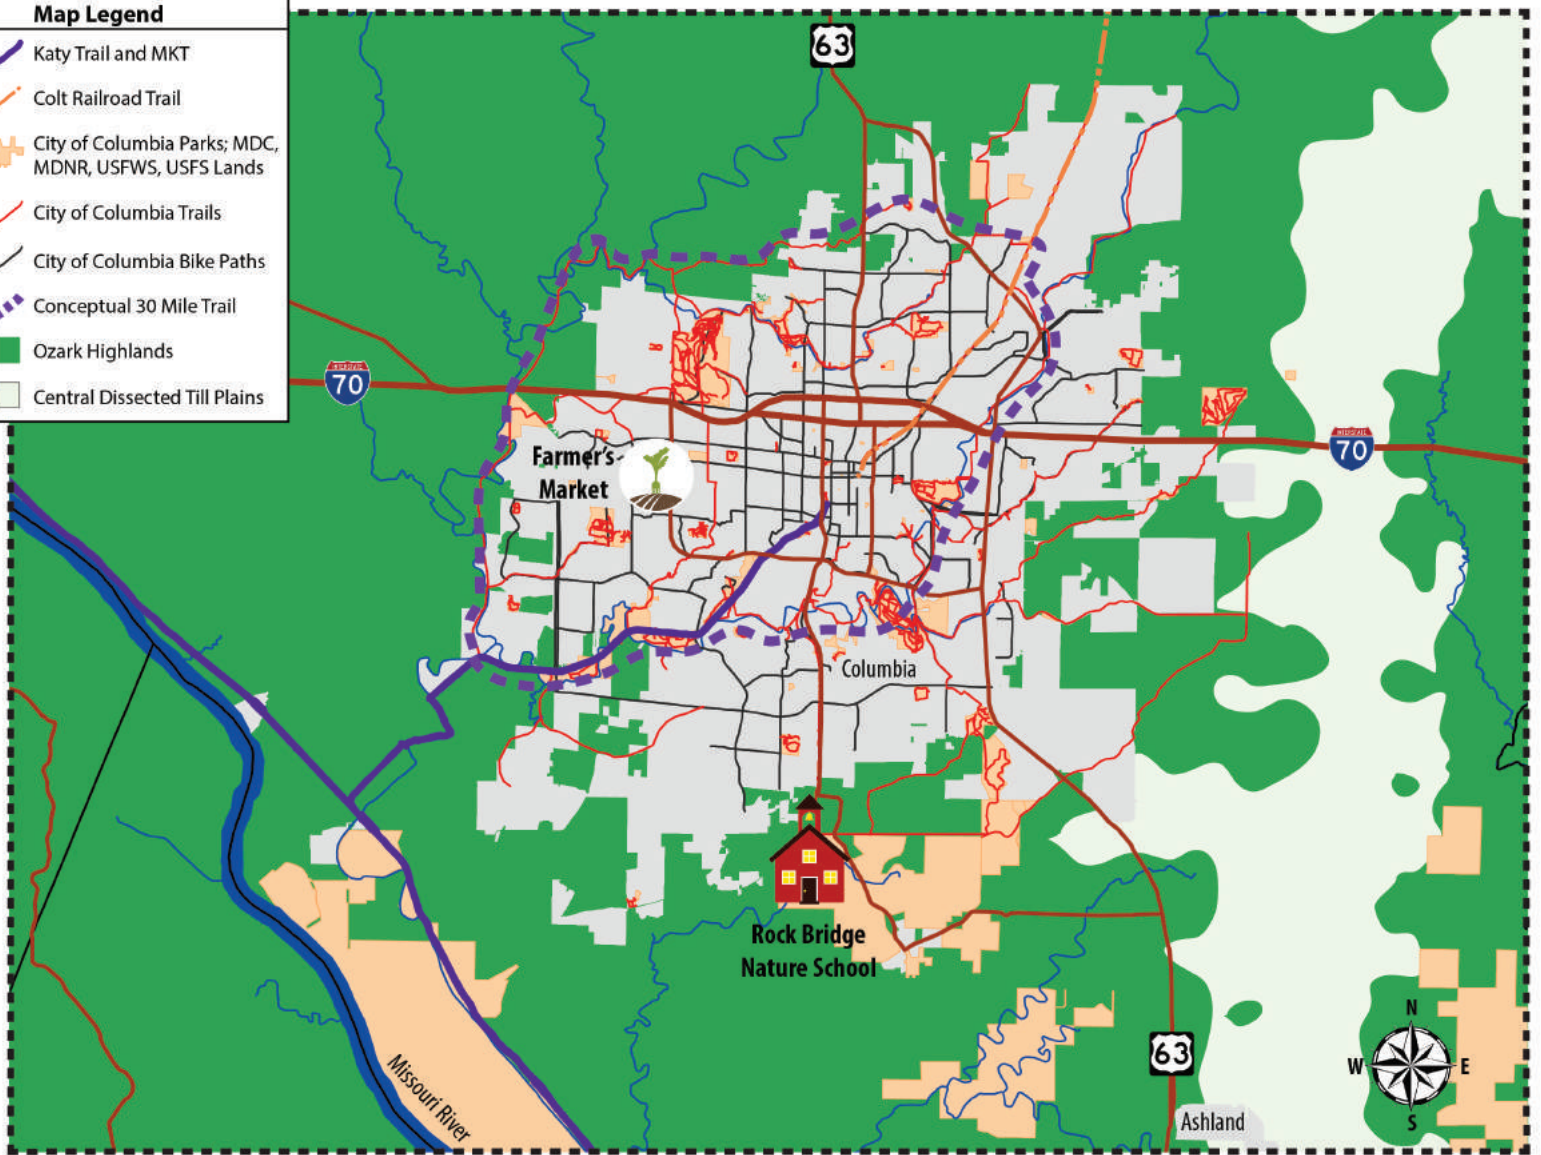 Map Legend
Katy Trail and MKT
Colt Railroad Trail
City of Columbia Parks; MDC,
MDNR, USFWS, USFS Lands
City of Columbia Trails
City of Columbia Bike Paths
Conceptual 30 Mile Trail
Ozark Highlands
Central Dissected Till Plains
63
INTERSTATE
70
INTERSTATE
70
Farmer's
Market
Columbia
Rock Bridge
Nature School
Missouri River
63
Ashland
N
W E
S